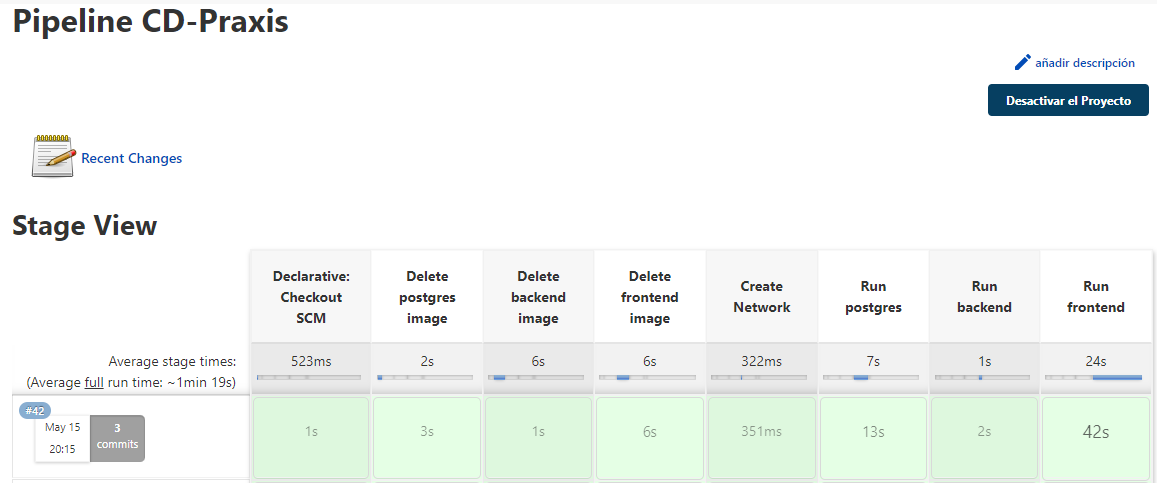 Pipeline CD-Praxis
añadir descripción
Desactivar el Proyecto
Recent Changes
Stage View
Declarative:
Checkout
SCM
Delete
postgres
image
Delete
backend
image
Delete
frontend
image
Create
Network
Run
postgres
Run
backend
Run
frontend
Average stage times:
(Average full run time: ~1min 19s)
523ms
2s
6s
6s
322ms
7s
1s
24s
#42
May 15
20:15
3
commits
1s
3s
1s
6s
351ms
13s
2s
42s